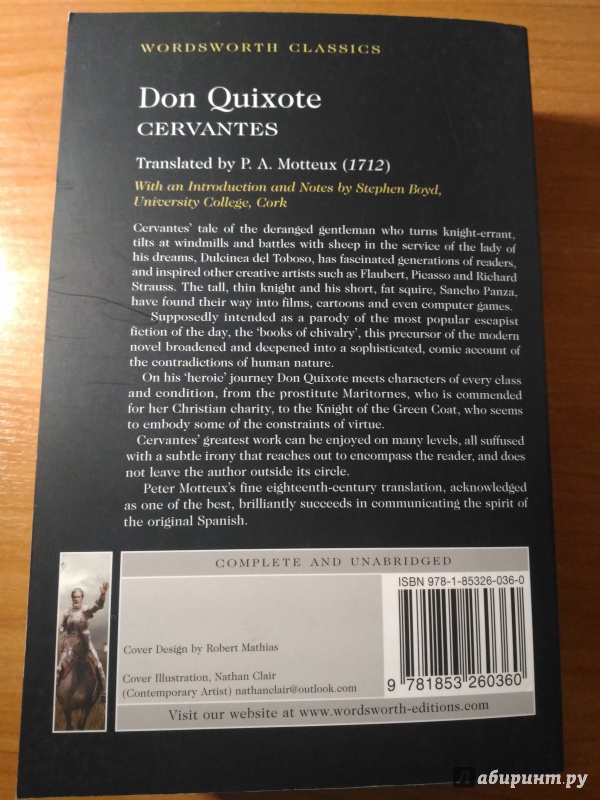 WORDSWORTH CLASSICS
Don Quixote
CERVANTES
Translated by P. A. Motteux (1712)
With an Introduction and Notes by Stephen Boyd,
University College, Cork
Cervantes' tale of the deranged gentleman who turns knight-errant,
tilts at windmills and battles with sheep in the service of the lady of
his dreams, Dulcinea del Toboso, has fascinated generations of readers,
and inspired other creative artists such as Flaubert, Picasso and Richard
Strauss. The tall, thin knight and his short, fat squire, Sancho Panza,
have found their way into films, cartoons and even computer games.
Supposedly intended as a parody of the most popular escapist
fiction of the day, the 'books of chivalry', this precursor of the modern
novel broadened and deepened into a sophisticated, comic account of
the contradictions of human nature.
On his 'heroic' journey Don Quixote meets characters of every class
and condition, from the prostitute Maritornes, who is commended
for her Christian charity, to the Knight of the Green Coat, who seems
to embody some of the constraints of virtue.
Cervantes' greatest work can be enjoyed on many levels, all suffused
with a subtle irony that reaches out to encompass the reader, and does
not leave the author outside its circle.
Peter Motteux's fine eighteenth-century translation, acknowledged
as one of the best, brilliantly succeeds in communicating the spirit of
the original Spanish.
COMPLETE AND UNABRIDGED
ISBN 978-1-85326-036-0
Cover Design by Robert Mathias
Cover Illustration, Nathan Clair
(Contemporary Artist) nathanclair@outlook.com
9 781853 260360
Visit our website at www.wordsworth-editions.com
Лабиринт.ру